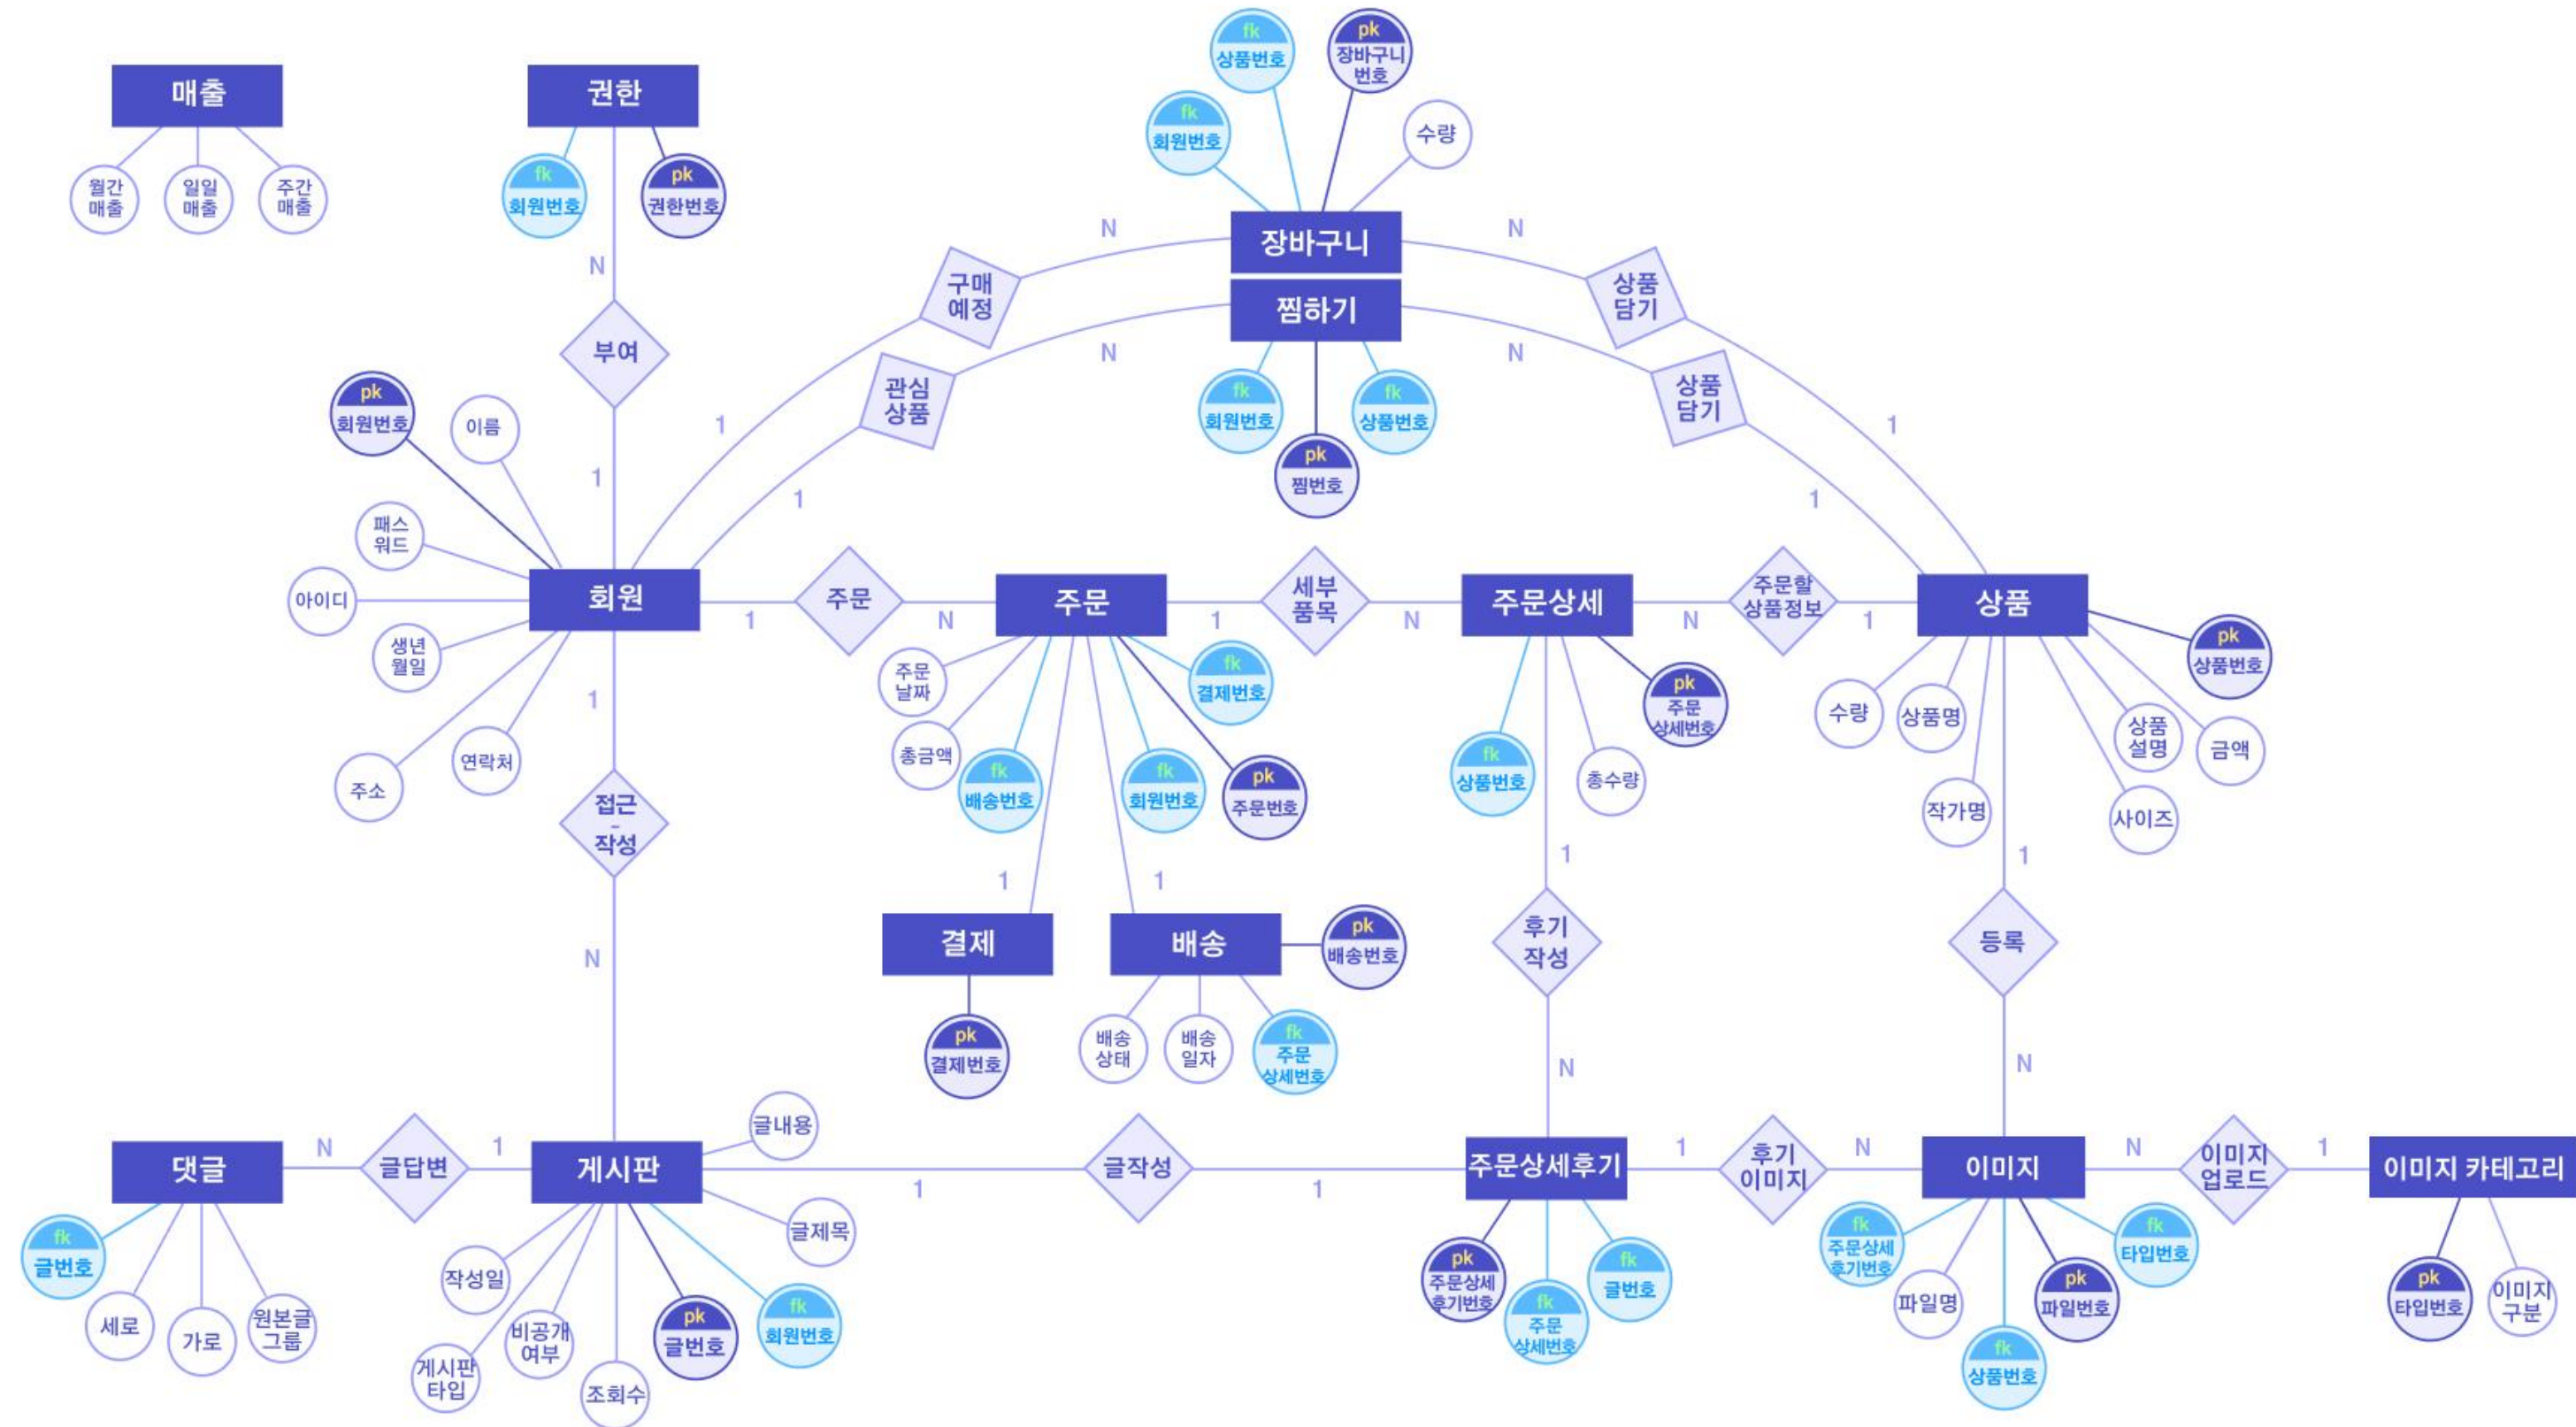 매출
월간
매출
일일
매출
주간
매출
권한
fk
회원번호
pk
권한번호
N
부여
1
fk
상품번호
pk
장바구니
번호
fk
회원번호
수량
장바구니
N
N
구매
예정
상품
담기
1
1
찜하기
N
N
관심
상품
상품
담기
1
1
fk
회원번호
fk
상품번호
pk
찜번호
pk
회원번호
이름
패스
워드
아이디
생년
월일
주소
연락처
회원
1
주문
N
주문
1
세부
품목
N
주문상세
N
주문할
상품정보
1
상품
주문
날짜
총금액
fk
배송번호
fk
회원번호
pk
주문번호
fk
결제번호
fk
상품번호
총수량
pk
주문
상세번호
수량
상품명
작가명
사이즈
상품
설명
금액
pk
상품번호
1
접근
-
작성
N
1
1
결제
pk
결제번호
배송
pk
배송번호
배송
상태
배송
일자
fk
주문
상세번호
1
후기
작성
N
1
등록
N
댓글
N
글답변
1
게시판
1
글작성
1
주문상세후기
1
후기
이미지
N
이미지
N
이미지
업로드
1
이미지 카테고리
fk
글번호
세로
가로
원본글
그룹
글내용
글제목
작성일
게시판
타입
비공개
여부
조회수
pk
글번호
fk
회원번호
pk
주문상세
후기번호
fk
주문
상세번호
fk
글번호
fk
주문상세
후기번호
파일명
fk
상품번호
pk
파일번호
fk
타입번호
pk
타입번호
이미지
구분